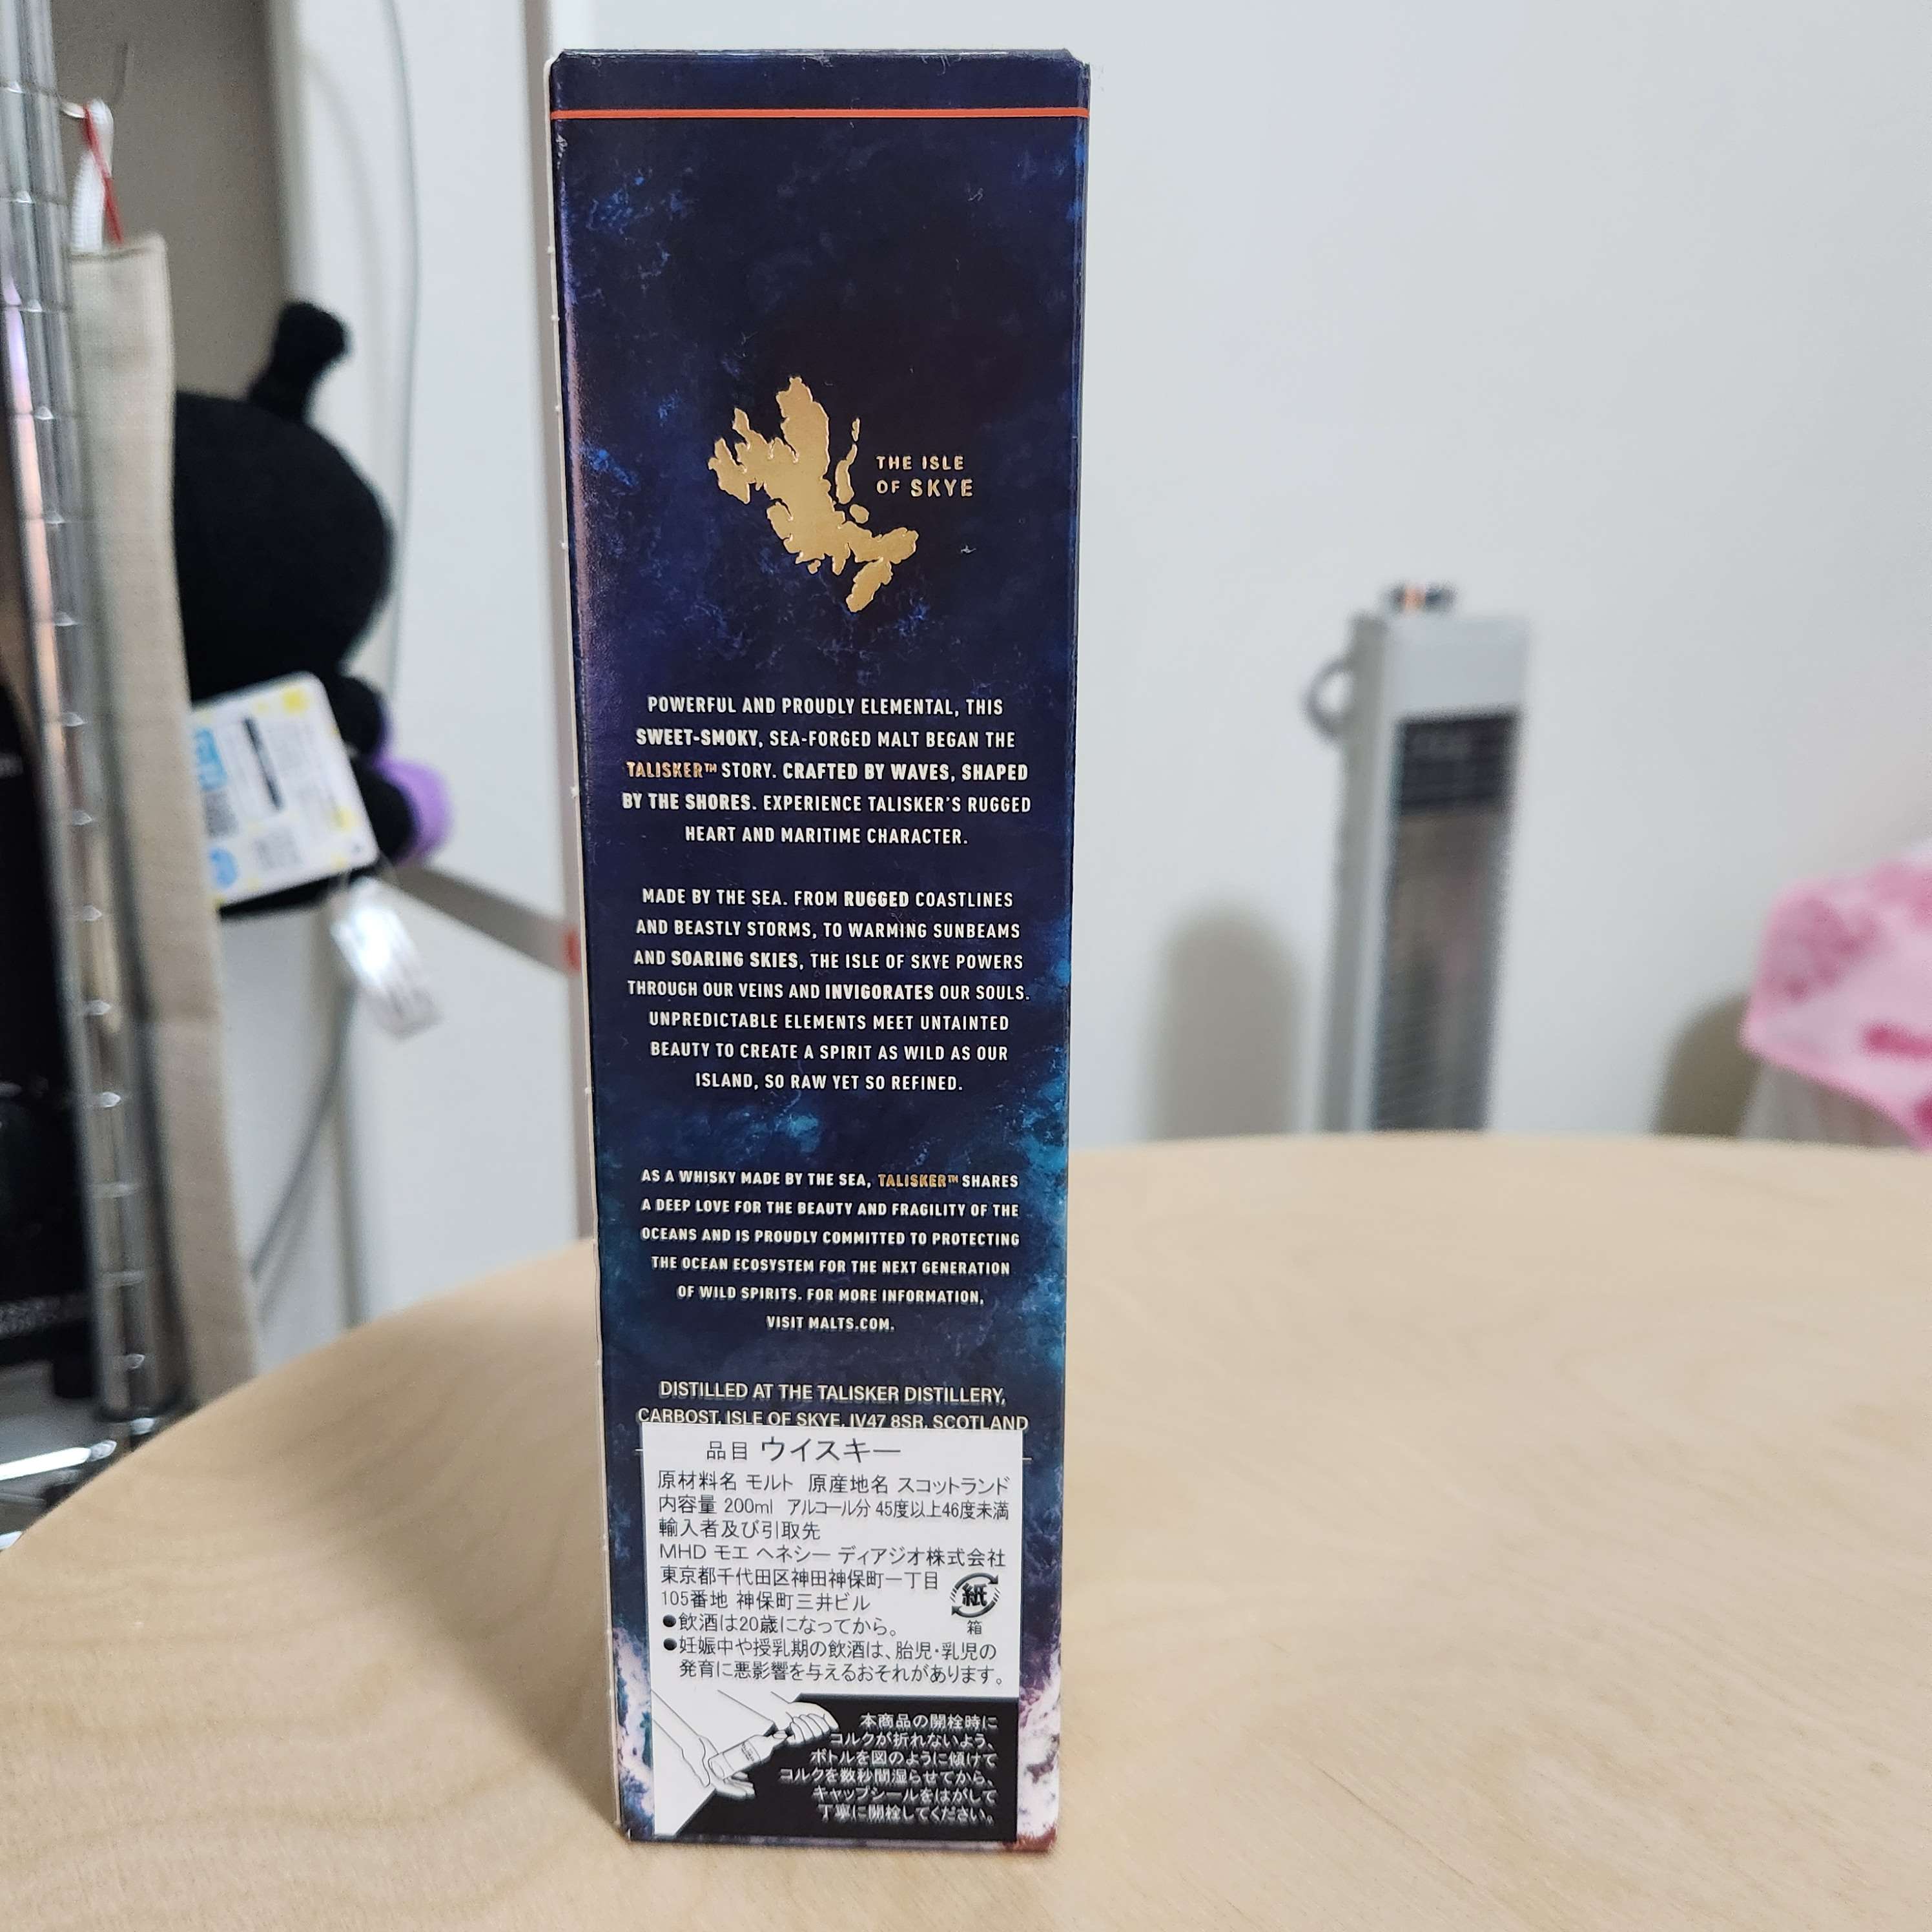 THE ISLE
OF SKYE
POWERFUL AND PROUDLY ELEMENTAL, THIS
SWEET-SMOKY, SEA-FORGED MALT BEGAN THE
TALISKER™ STORY. CRAFTED BY WAVES, SHAPED
BY THE SHORES. EXPERIENCE TALISKER'S RUGGED
HEART AND MARITIME CHARACTER.
MADE BY THE SEA. FROM RUGGED COASTLINES
AND BEASTLY STORMS, TO WARMING SUNBEAMS
AND SOARING SKIES, THE ISLE OF SKYE POWERS
THROUGH OUR VEINS AND INVIGORATES OUR SOULS.
UNPREDICTABLE ELEMENTS MEET UNTAINTED
BEAUTY TO CREATE A SPIRIT AS WILD AS OUR
ISLAND, SO RAW YET SO REFINED.
AS A WHISKY MADE BY THE SEA, TALISKER™ SHARES
A DEEP LOVE FOR THE BEAUTY AND FRAGILITY OF THE
OCEANS AND IS PROUDLY COMMITTED TO PROTECTING
THE OCEAN ECOSYSTEM FOR THE NEXT GENERATION
OF WILD SPIRITS. FOR MORE INFORMATION,
VISIT MALTS.COM.
DISTILLED AT THE TALISKER DISTILLERY,
CARBOST, ISLE OF SKYE, IV47 8SR, SCOTLAND
品目 ウイスキー
原材料名 モルト 原産地名 スコットランド
内容量 200ml アルコール分 45度以上46度未満
輸入者及び引取先
MHD モエ ヘネシー ディアジオ株式会社
東京都千代田区神田神保町一丁目
105番地 神保町三井ビル
紙
箱
●飲酒は20歳になってから。
●妊娠中や授乳期の飲酒は、胎児・乳児の
発育に悪影響を与えるおそれがあります。
本商品の開栓時に
コルクが折れないよう、
ボトルを図のように傾けて
コルクを数秒間湿らせてから、
キャップシールをはがして
丁寧に開栓してください。